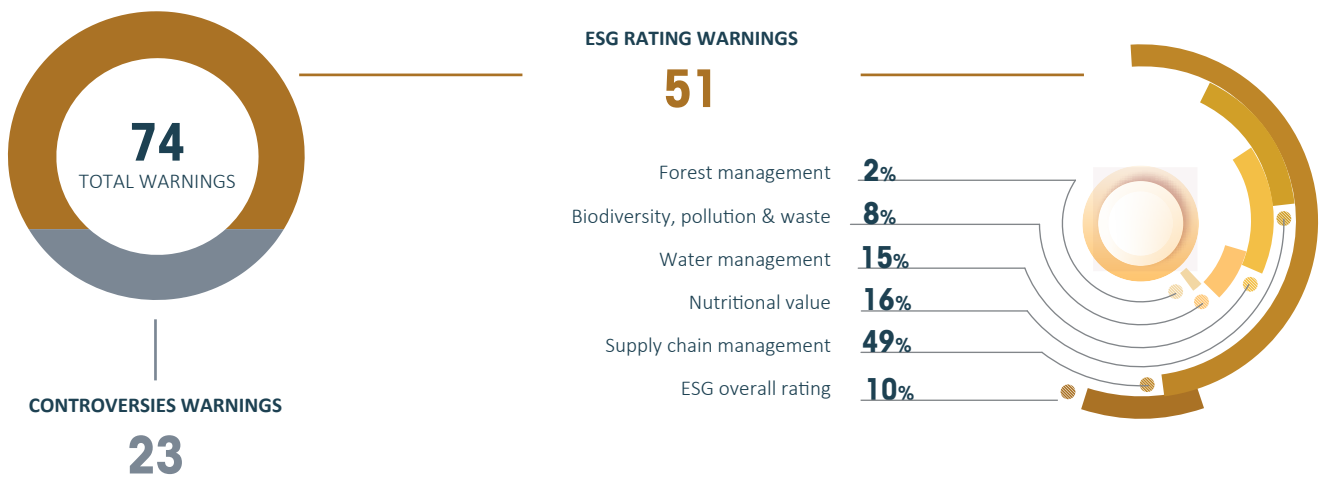 74
TOTAL WARNINGS
CONTROVERSIES WARNINGS
23
ESG RATING WARNINGS
51
Forest management 2%
Biodiversity, pollution & waste 8%
Water management 15%
Nutritional value 16%
Supply chain management 49%
ESG overall rating 10%